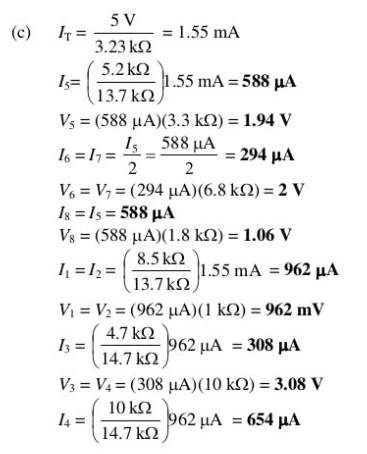 (c) I_T = 5 V / 3.23 kΩ = 1.55 mA
I_5= (5.2 kΩ / 13.7 kΩ)1.55 mA = 588 μA
V_5 = (588 μA)(3.3 kΩ) = 1.94 V
I_6 = I_7 = I_5 / 2 = 588 μA / 2 = 294 μA
V_6 = V_7 = (294 μA)(6.8 kΩ) = 2 V
I_8 = I_5 = 588 μA
V_8 = (588 μA)(1.8 kΩ) = 1.06 V
I_1 = I_2 = (8.5 kΩ / 13.7 kΩ)1.55 mA = 962 μA
V_1 = V_2 = (962 μA)(1 kΩ) = 962 mV
I_3 = (4.7 kΩ / 14.7 kΩ)962 μA = 308 μA
V_3 = V_4 = (308 μA)(10 kΩ) = 3.08 V
I_4 = (10 kΩ / 14.7 kΩ)962 μA = 654 μA